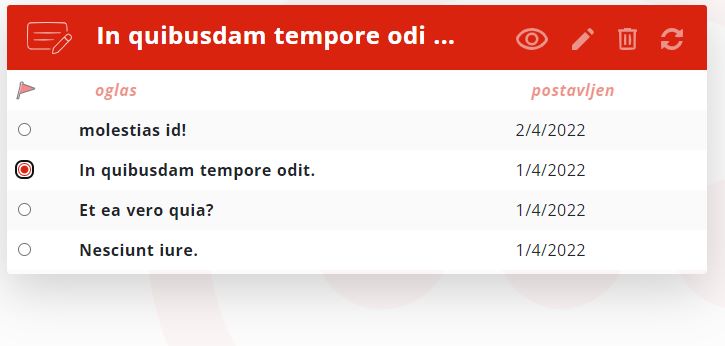 In quibusdam tempore odi ...
oglas postavljen
molestias id! 2/4/2022
In quibusdam tempore odit. 1/4/2022
Et ea vero quia? 1/4/2022
Nesciunt iure. 1/4/2022